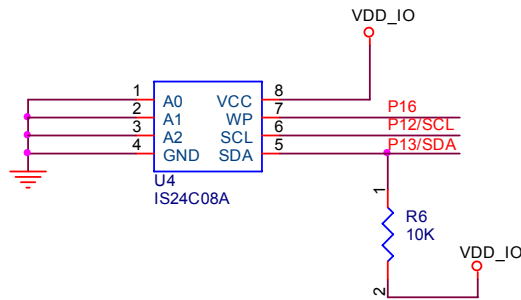 VDD_IO
1 A0 VCC 8
2 A1 WP 7 P16
3 A2 SCL 6 P12/SCL
4 GND SDA 5 P13/SDA
U4
IS24C08A
1
R6
10K
VDD_IO
2